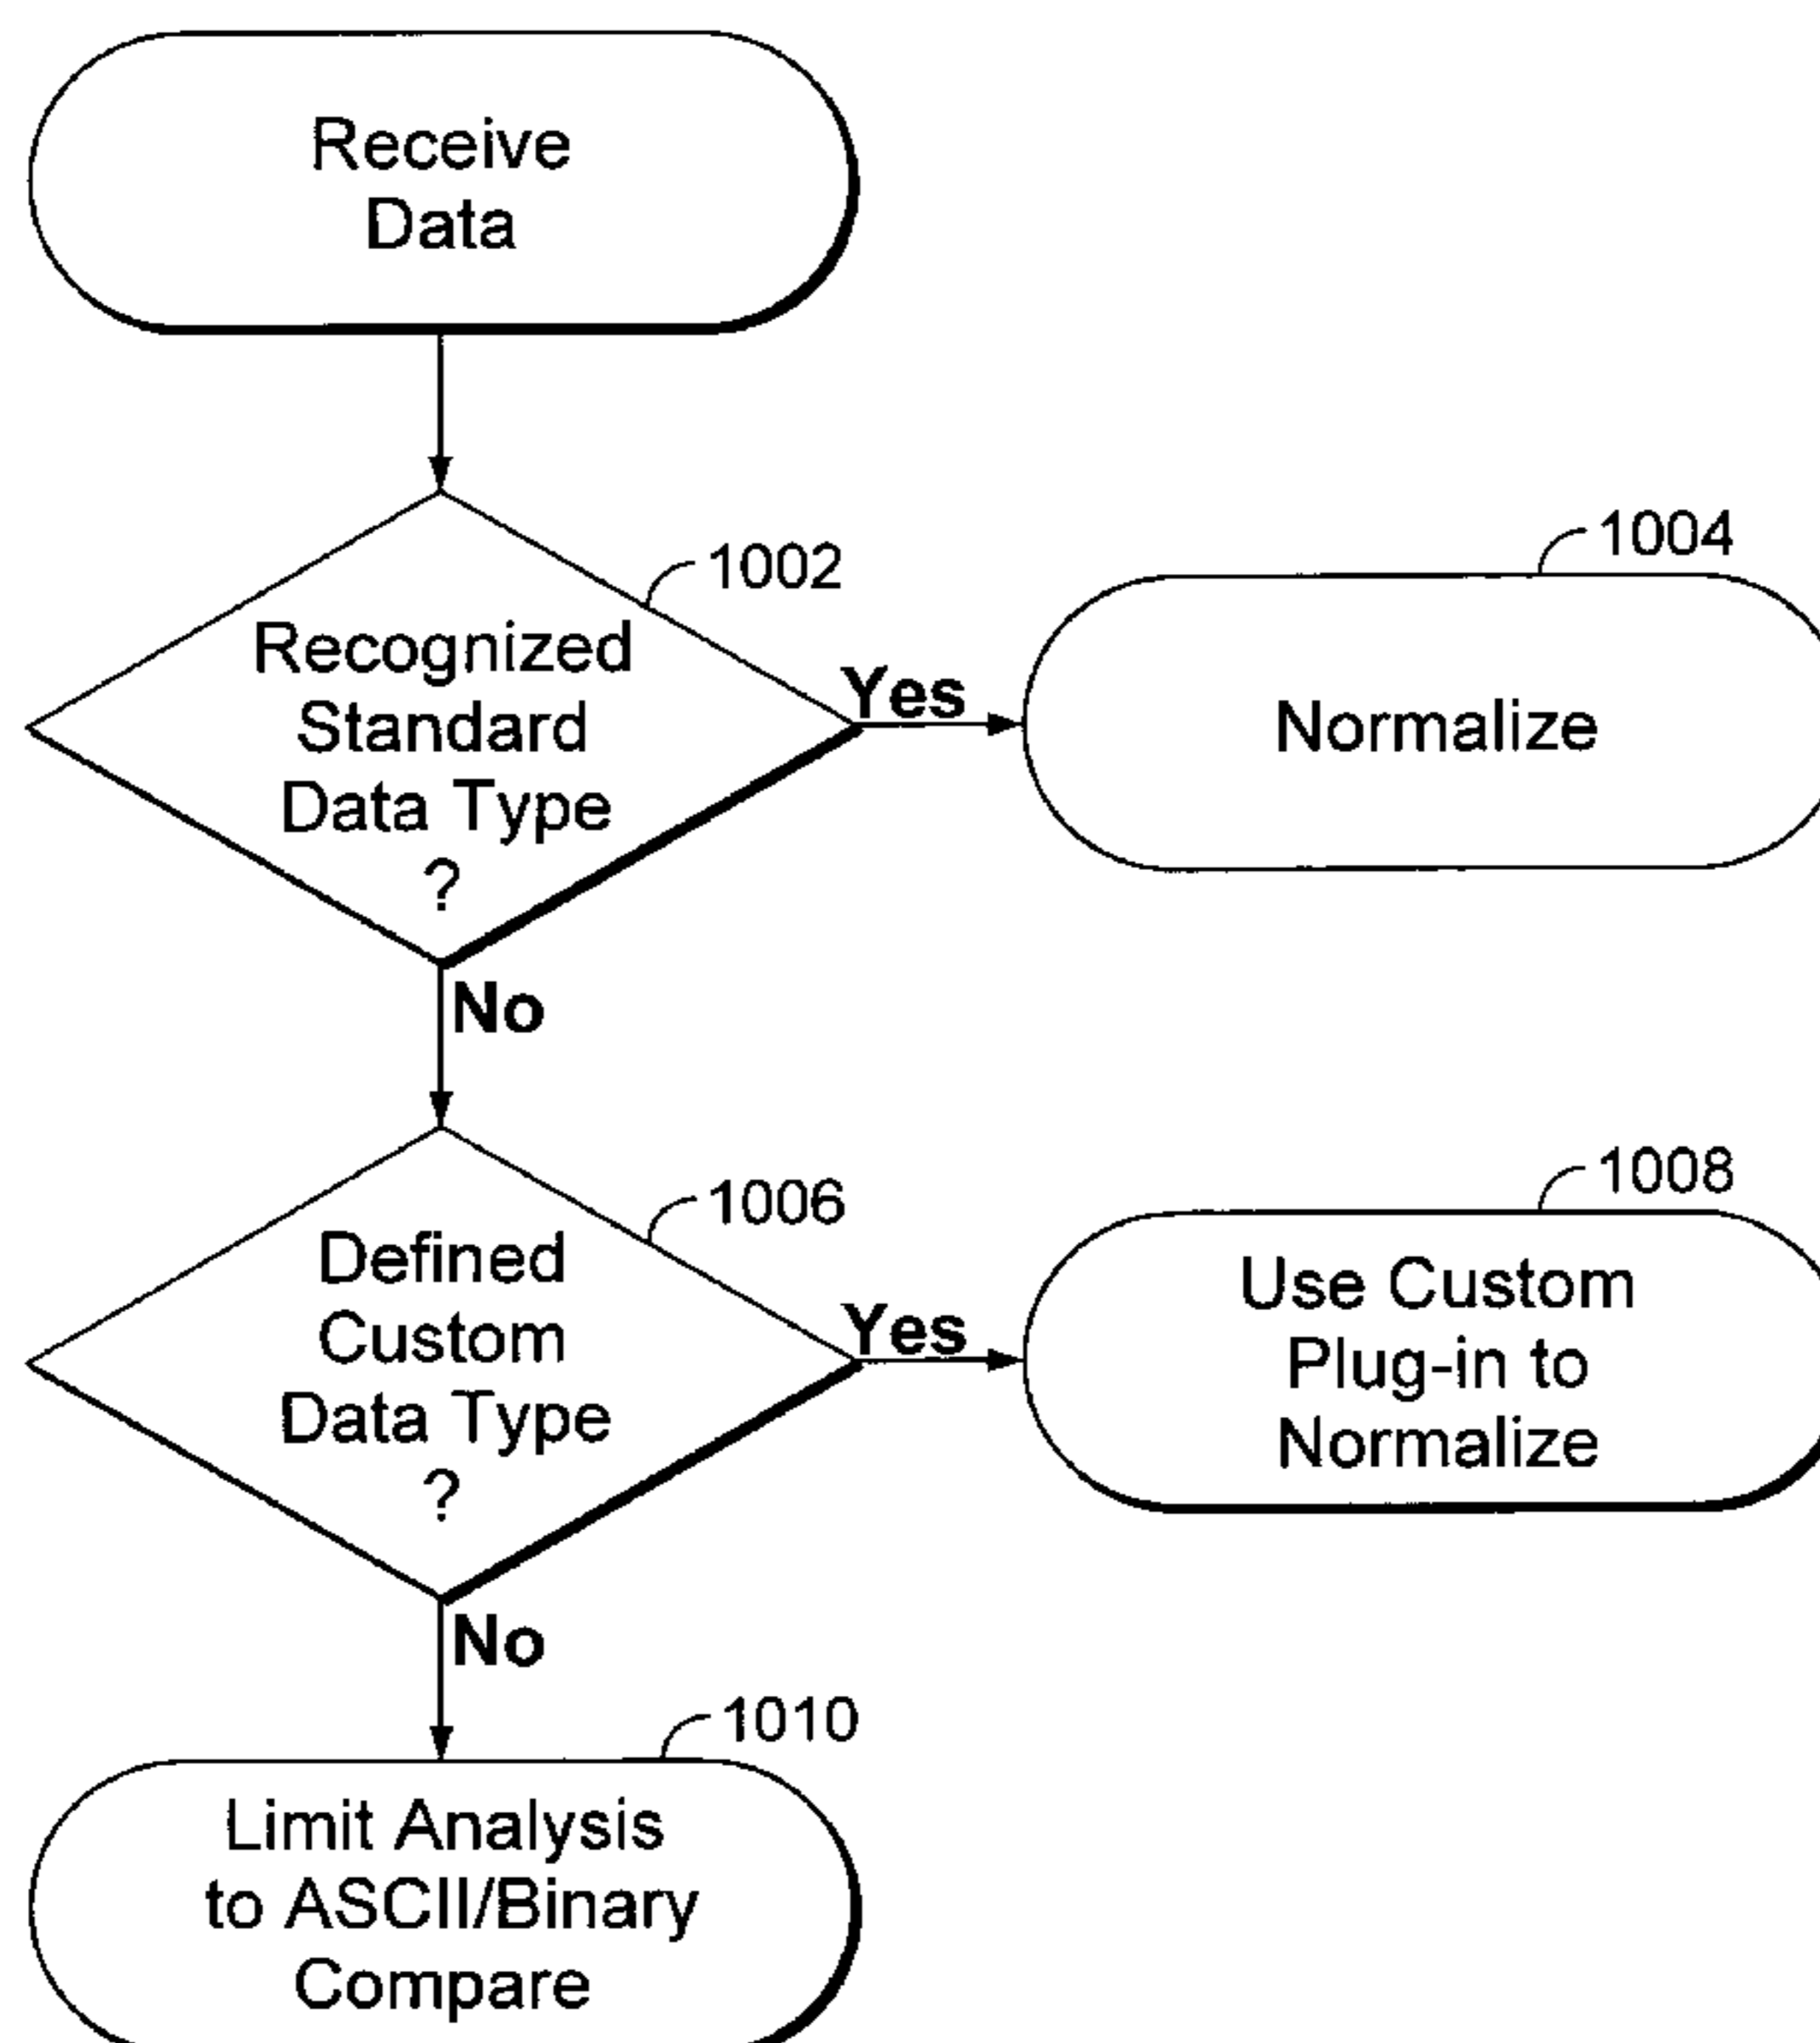 Receive
Data
1002
Recognized
Standard
Data Type
?
Yes
1004
Normalize
No
1006
Defined
Custom
Data Type
?
Yes
1008
Use Custom
Plug-in to
Normalize
No
1010
Limit Analysis
to ASCII/Binary
Compare